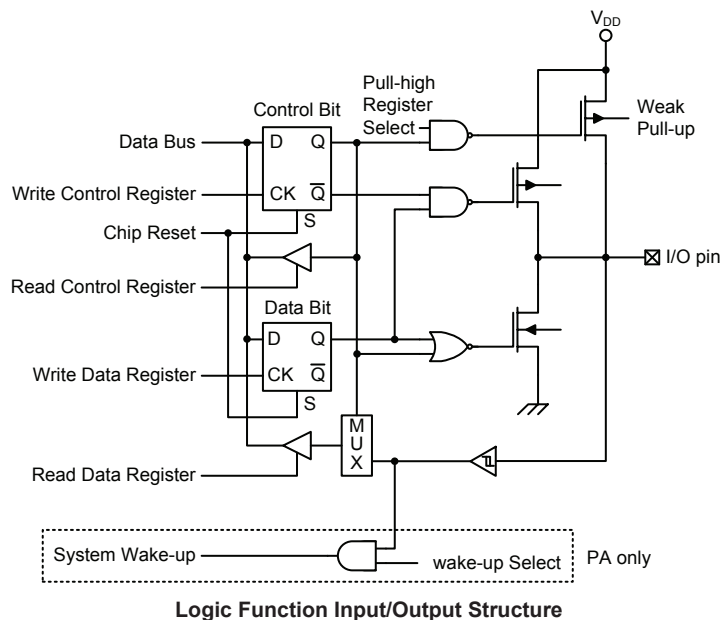 V_DD
Pull-high
Register
Select
Weak
Pull-up
Control Bit
Data Bus
D
Q
Write Control Register
CK
Q̅
Chip Reset
S
I/O pin
Read Control Register
Data Bit
D
Q
Write Data Register
CK
Q̅
S
M
U
X
Read Data Register
System Wake-up
wake-up Select
PA only
Logic Function Input/Output Structure